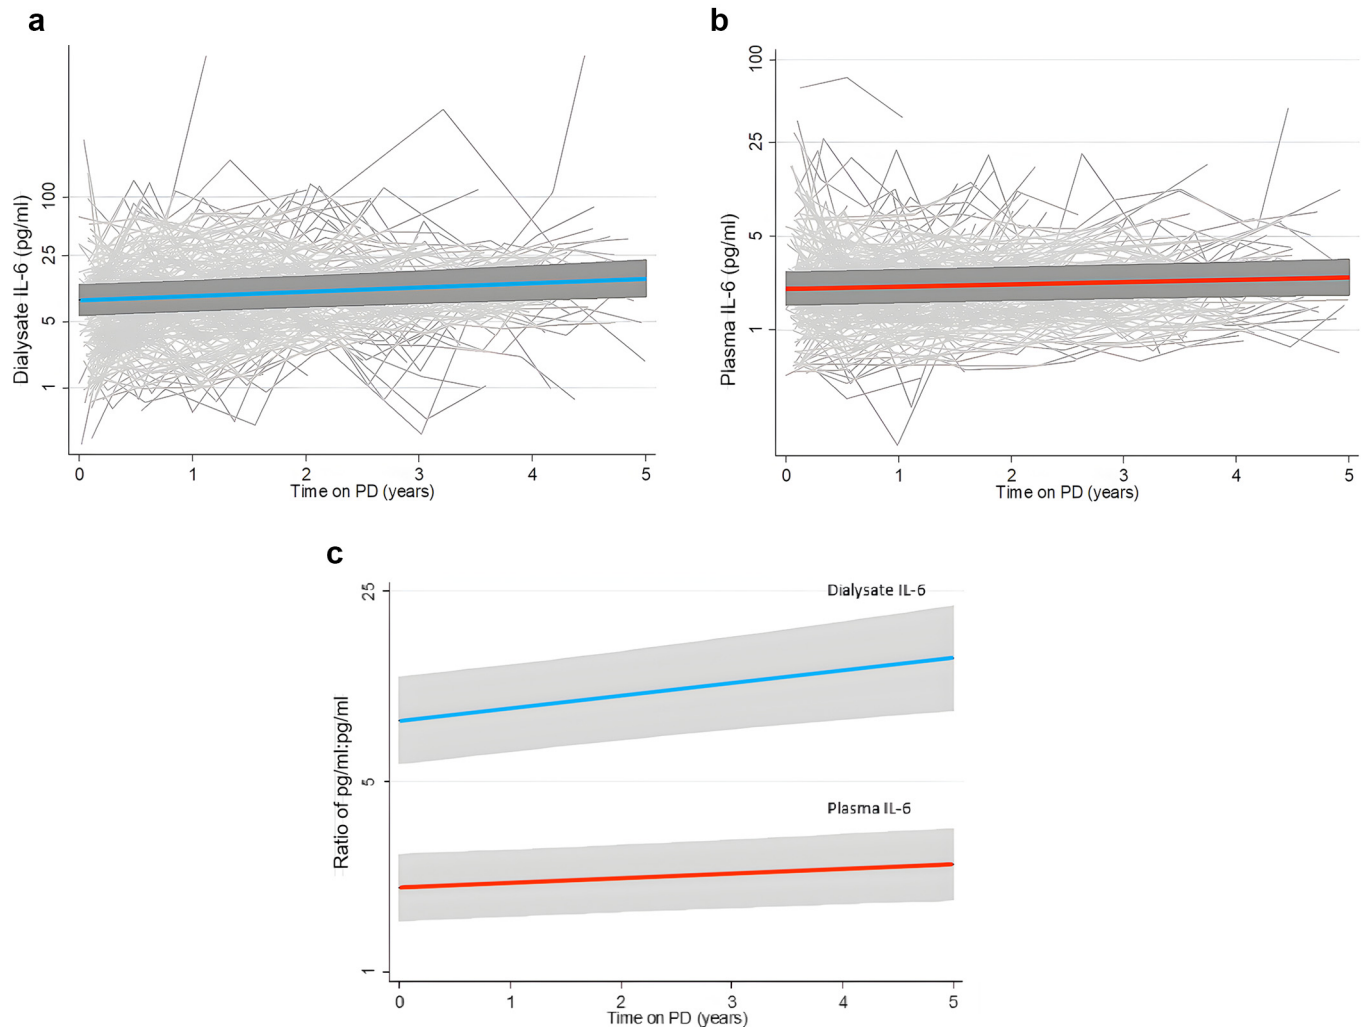 a
Dialysate IL-6 (pg/ml)
100
25
5
1
0 1 2 3 4 5
Time on PD (years)
b
Plasma IL-6 (pg/ml)
100
25
5
1
0 1 2 3 4 5
Time on PD (years)
c
Ratio of pg/ml:pg/ml
25
5
1
Dialysate IL-6
Plasma IL-6
0 1 2 3 4 5
Time on PD (years)